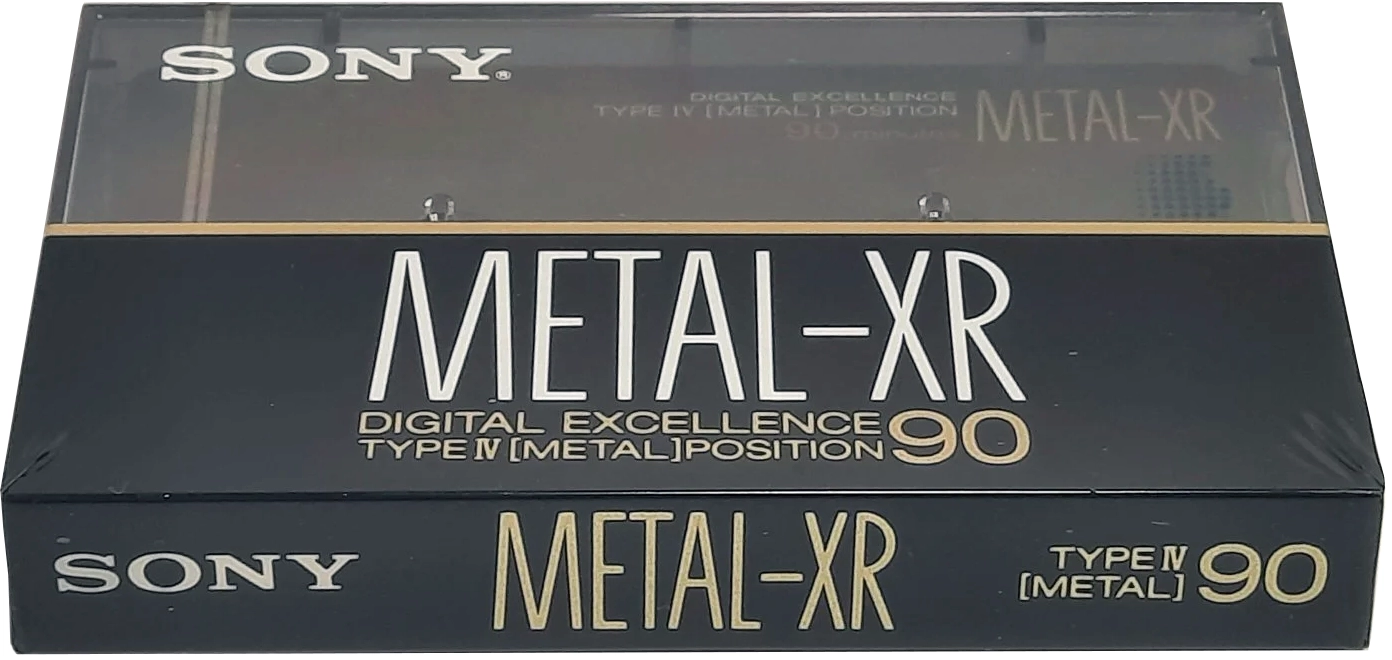 SONY®
DIGITAL EXCELLENCE
TYPE IV [METAL] POSITION
90 minutes
METAL-XR
METAL-XR
DIGITAL EXCELLENCE
TYPE IV [METAL] POSITION
90
SONY
METAL-XR
TYPE IV
[METAL]
90